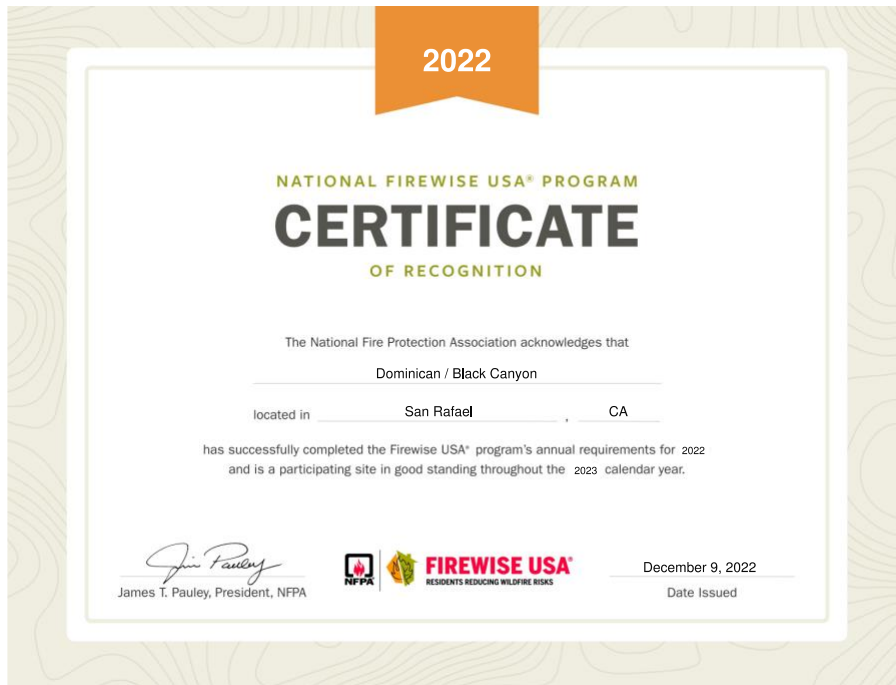 2022
NATIONAL FIREWISE USA® PROGRAM
CERTIFICATE
OF RECOGNITION
The National Fire Protection Association acknowledges that
Dominican / Black Canyon
located in San Rafael , CA
has successfully completed the Firewise USA® program's annual requirements for 2022
and is a participating site in good standing throughout the 2023 calendar year.
Jim Pauley
James T. Pauley, President, NFPA
NFPA
FIREWISE USA®
RESIDENTS REDUCING WILDFIRE RISKS
December 9, 2022
Date Issued